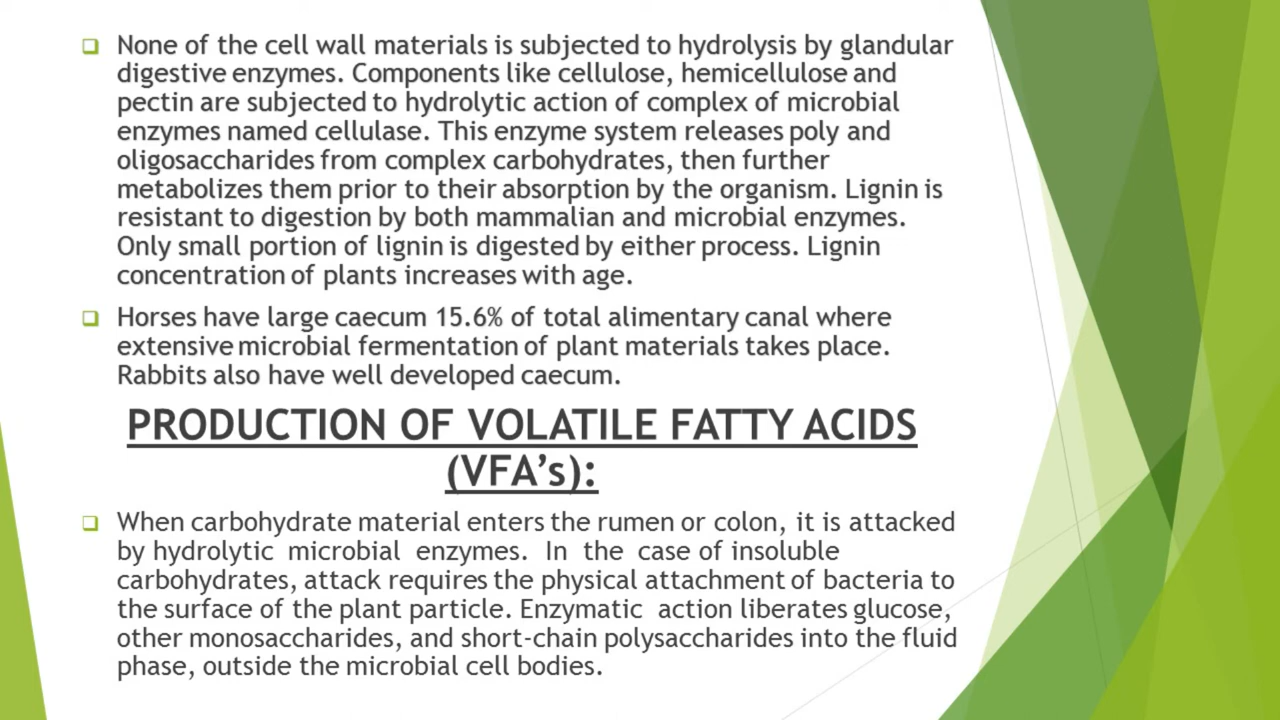 None of the cell wall materials is subjected to hydrolysis by glandular
digestive enzymes. Components like cellulose, hemicellulose and
pectin are subjected to hydrolytic action of complex of microbial
enzymes named cellulase. This enzyme system releases poly and
oligosaccharides from complex carbohydrates, then further
metabolizes them prior to their absorption by the organism. Lignin is
resistant to digestion by both mammalian and microbial enzymes.
Only small portion of lignin is digested by either process. Lignin
concentration of plants increases with age.
Horses have large caecum 15.6% of total alimentary canal where
extensive microbial fermentation of plant materials takes place.
Rabbits also have well developed caecum.
PRODUCTION OF VOLATILE FATTY ACIDS
(VFA’s):
When carbohydrate material enters the rumen or colon, it is attacked
by hydrolytic microbial enzymes. In the case of insoluble
carbohydrates, attack requires the physical attachment of bacteria to
the surface of the plant particle. Enzymatic action liberates glucose,
other monosaccharides, and short-chain polysaccharides into the fluid
phase, outside the microbial cell bodies.